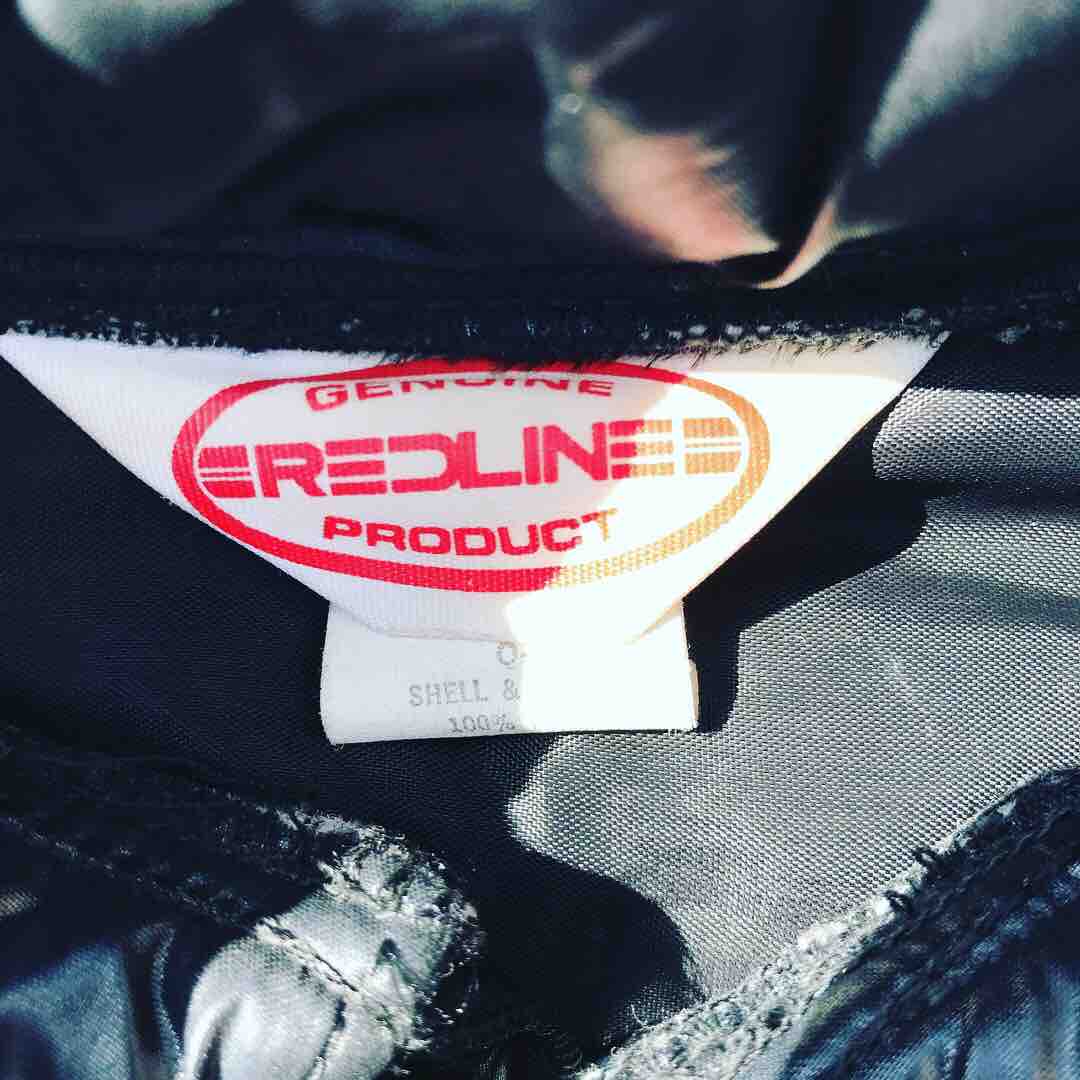 GENUINE
REDLINE
PRODUCT
SHELL &
100%